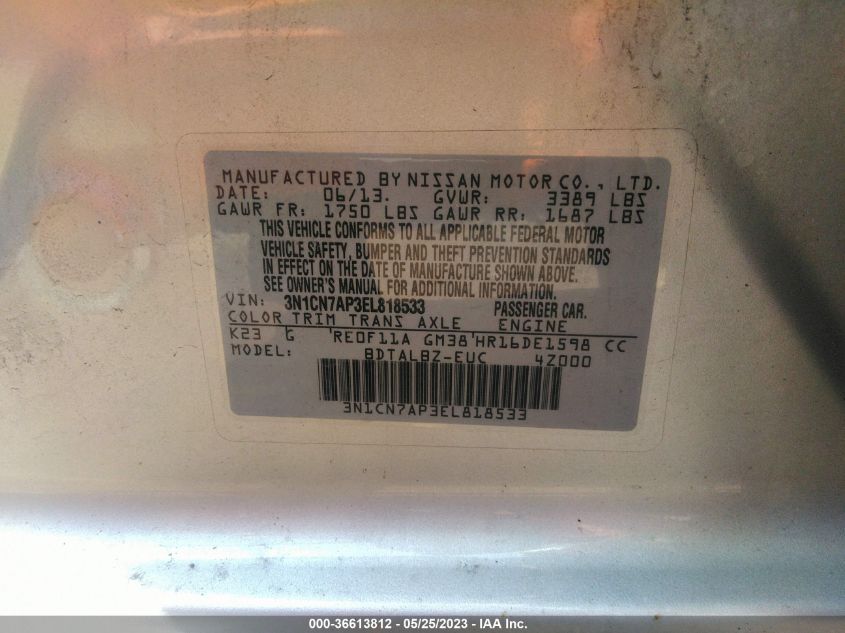 MANUFACTURED BY NISSAN MOTOR CO., LTD.
DATE: 06/13. GVWR: 3389 LBS
GAWR FR: 1750 LBS GAWR RR: 1687 LBS
THIS VEHICLE CONFORMS TO ALL APPLICABLE FEDERAL MOTOR
VEHICLE SAFETY, BUMPER AND THEFT PREVENTION STANDARDS
IN EFFECT ON THE DATE OF MANUFACTURE SHOWN ABOVE.
SEE OWNER'S MANUAL FOR ADDITIONAL INFORMATION.
VIN: 3N1CN7AP3EL818533 PASSENGER CAR.
COLOR TRIM TRANS AXLE ENGINE
K23 G 'RE0F11A GM38'HR16DE1598 CC
MODEL: BDTALBZ-EUC 42000
3N1CN7AP3EL818533
000-36613812 - 05/25/2023 - IAA Inc.